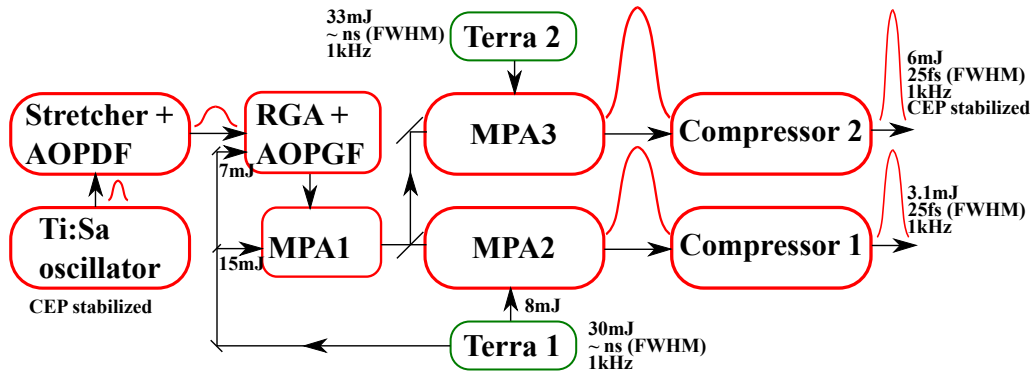 33mJ
~ ns (FWHM)
1kHz
Terra 2
6mJ
25fs (FWHM)
1kHz
CEP stabilized
Stretcher +
AOPDF
RGA +
AOPGF
MPA3
Compressor 2
7mJ
Ti:Sa
oscillator
CEP stabilized
15mJ
MPA1
MPA2
Compressor 1
3.1mJ
25fs (FWHM)
1kHz
8mJ
Terra 1
30mJ
~ ns (FWHM)
1kHz